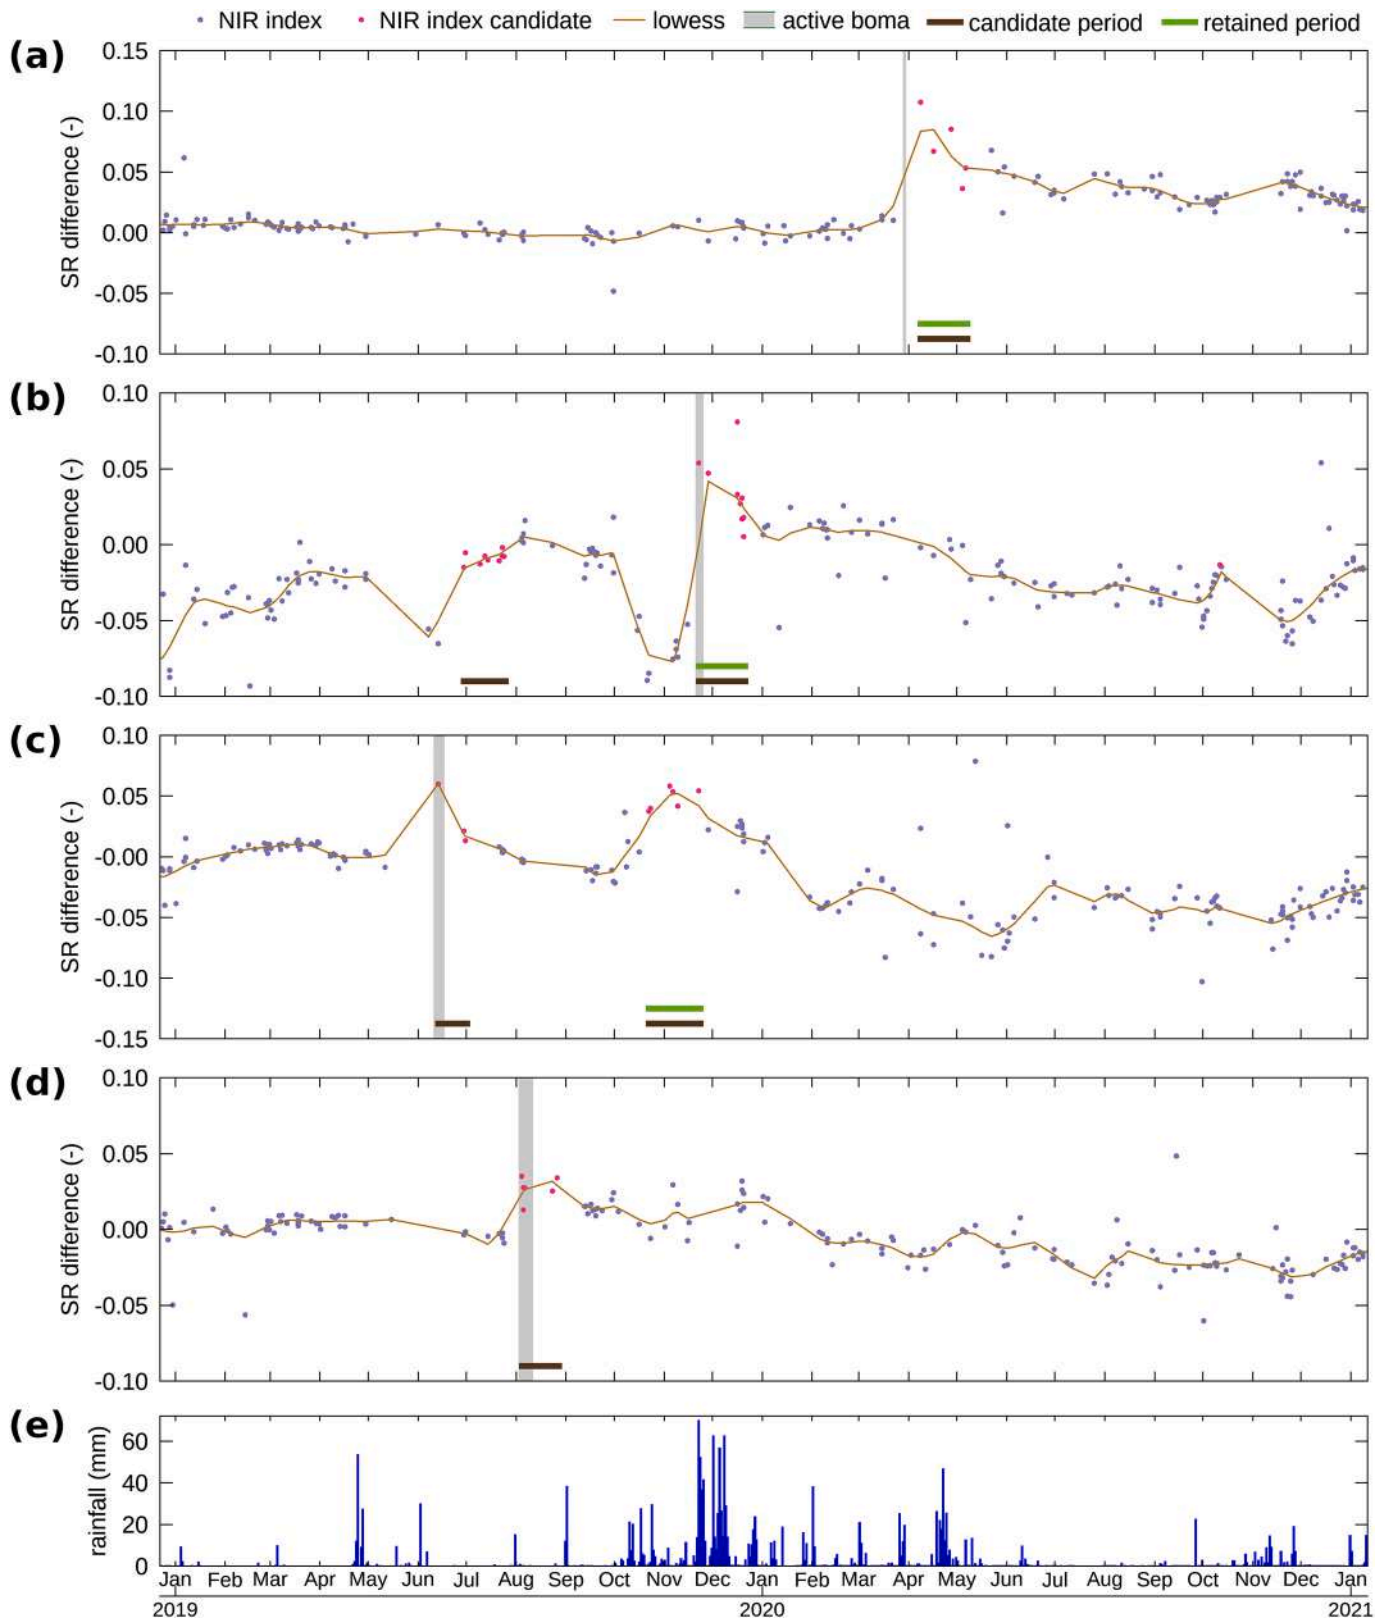 NIR index NIR index candidate lowess active boma candidate period retained period
(a)
0.15
0.10
0.05
0.00
-0.05
-0.10
SR difference (-)
(b)
0.10
0.05
0.00
-0.05
-0.10
SR difference (-)
(c)
0.10
0.05
-0.00
-0.05
-0.10
-0.15
SR difference (-)
(d)
0.10
0.05
0.00
-0.05
-0.10
SR difference (-)
(e)
60
40
20
0
rainfall (mm)
Jan Feb Mar Apr May Jun Jul Aug Sep Oct Nov Dec Jan Feb Mar Apr May Jun Jul Aug Sep Oct Nov Dec Jan
2019 2020 2021